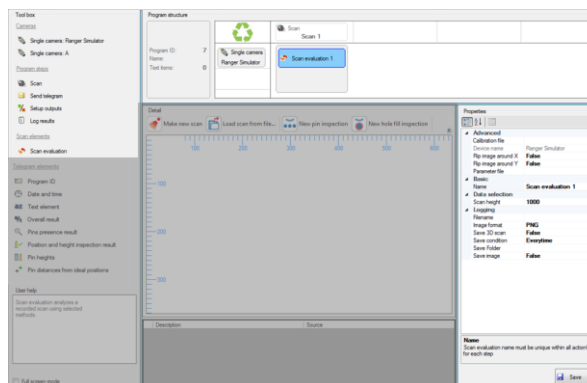 Tool box
Cameras
Single camera: Ranger Simulator
Single camera: A
Program steps
Scan
Send telegram
Setup outputs
Log results
Scan elements
Scan evaluation
Telegram elements
Program ID
Date and time
Text element
Overall result
Pins presence result
Position and height inspection result
Pin heights
Pin distances from ideal positions
User help
Scan evaluation analyses a
recorded scan using selected
methods
Full screen mode
Program structure
Program ID: 7
Name:
Test items: 0
Single camera
Ranger Simulator
Scan
Scan 1
Scan evaluation 1
Detail
Make new scan
Load scan from file...
New pin inspection
New hole fill inspection
100 200 300 400 500 600
100
200
300
Description Source
Properties
Advanced
Calibration file
Device name Ranger Simulator
Flip image around X False
Flip image around Y False
Parameter file
Basic
Name Scan evaluation 1
Data selection
Scan height 1000
Logging
Filename
Image format PNG
Save 3D scan False
Save condition Everytime
Save Folder
Save image False
Name
Scan evaluation name must be unique within all action
for each step
Save